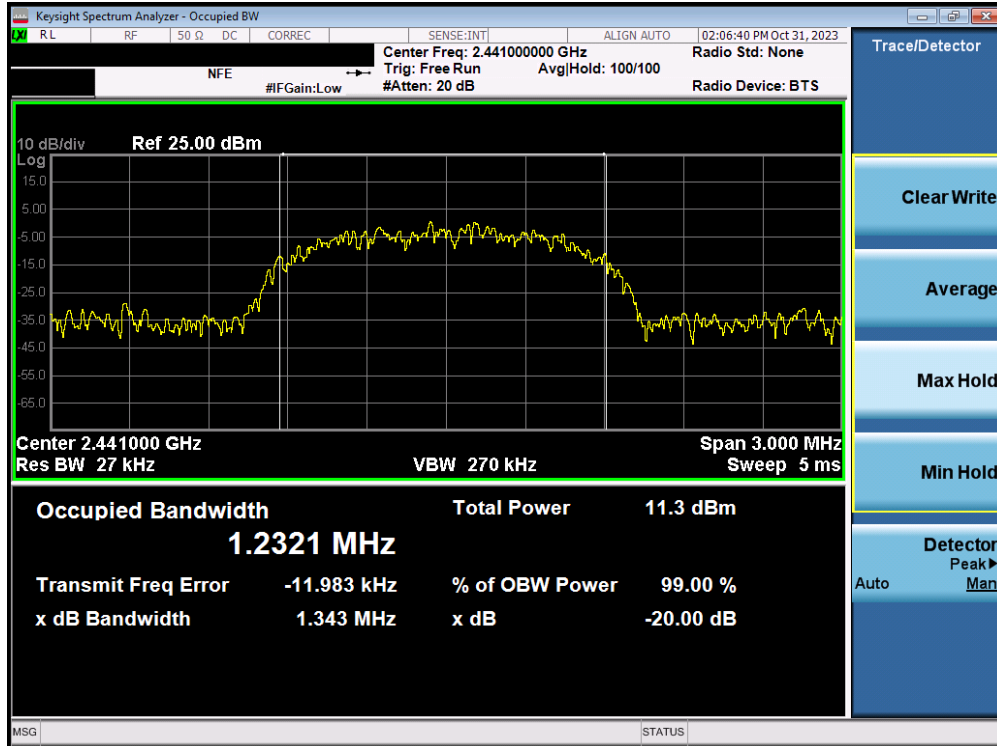 Keysight Spectrum Analyzer - Occupied BW
LXI RL RF 50 Ω DC CORREC SENSE:INT ALIGN AUTO 02:06:40 PM Oct 31, 2023
Center Freq: 2.441000000 GHz Radio Std: None
NFE Trig: Free Run Avg|Hold: 100/100
#IFGain:Low #Atten: 20 dB Radio Device: BTS
Trace/Detector
10 dB/div Ref 25.00 dBm
Log
15.0
5.00
-5.00
-15.0
-25.0
-35.0
-45.0
-55.0
-65.0
Center 2.441000 GHz Span 3.000 MHz
Res BW 27 kHz VBW 270 kHz Sweep 5 ms
Occupied Bandwidth Total Power 11.3 dBm
1.2321 MHz
Transmit Freq Error -11.983 kHz % of OBW Power 99.00 %
x dB Bandwidth 1.343 MHz x dB -20.00 dB
Clear Write
Average
Max Hold
Min Hold
Detector
Peak▶
Auto Man
MSG STATUS